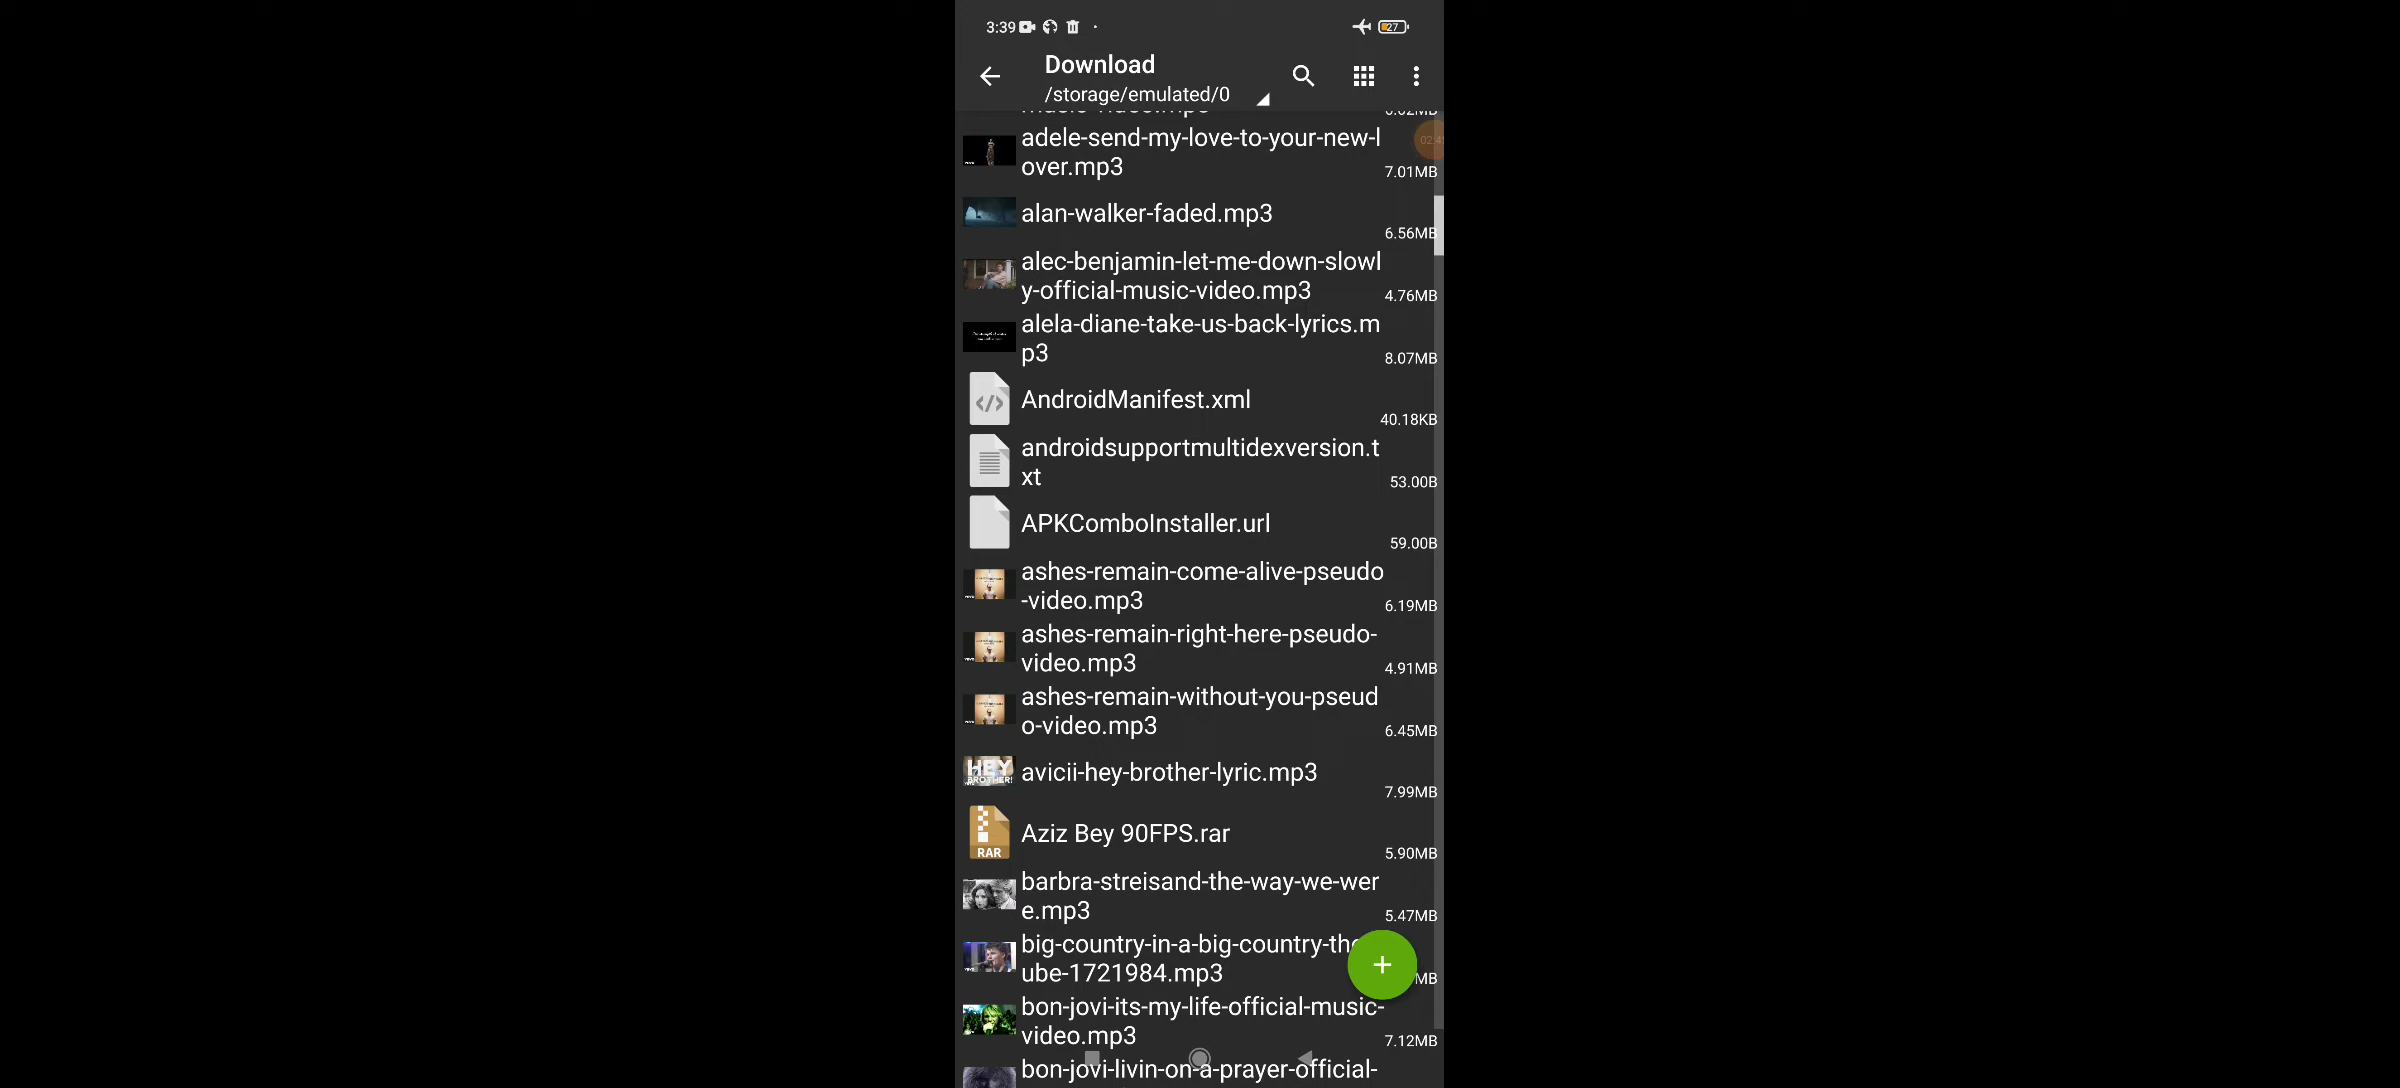 3:39
27
Download
/storage/emulated/0
adele-send-my-love-to-your-new-l
over.mp3
7.01MB
alan-walker-faded.mp3
6.56MB
alec-benjamin-let-me-down-slowl
y-official-music-video.mp3
4.76MB
alela-diane-take-us-back-lyrics.m
p3
8.07MB
AndroidManifest.xml
40.18KB
androidsupportmultidexversion.t
xt
53.00B
APKComboInstaller.url
59.00B
ashes-remain-come-alive-pseudo
-video.mp3
6.19MB
ashes-remain-right-here-pseudo-
video.mp3
4.91MB
ashes-remain-without-you-pseud
o-video.mp3
6.45MB
HEY
BROTHER!
avicii-hey-brother-lyric.mp3
7.99MB
RAR
Aziz Bey 90FPS.rar
5.90MB
barbra-streisand-the-way-we-wer
e.mp3
5.47MB
big-country-in-a-big-country-the
ube-1721984.mp3
MB
bon-jovi-its-my-life-official-music-
video.mp3
7.12MB
bon-jovi-livin-on-a-prayer-official-